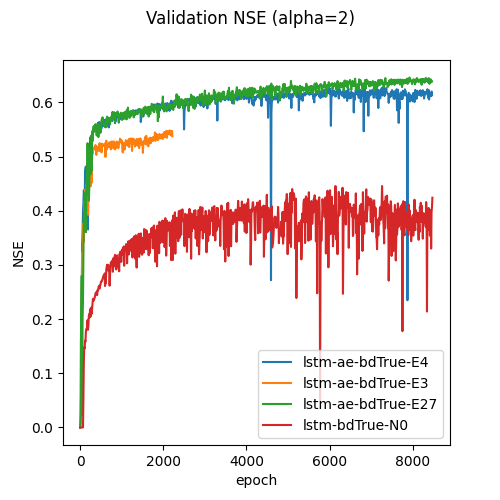 Validation NSE (alpha=2)
NSE
0.6
0.5
0.4
0.3
0.2
0.1
0.0
lstm-ae-bdTrue-E4
lstm-ae-bdTrue-E3
lstm-ae-bdTrue-E27
lstm-bdTrue-N0
0 2000 4000 6000 8000
epoch